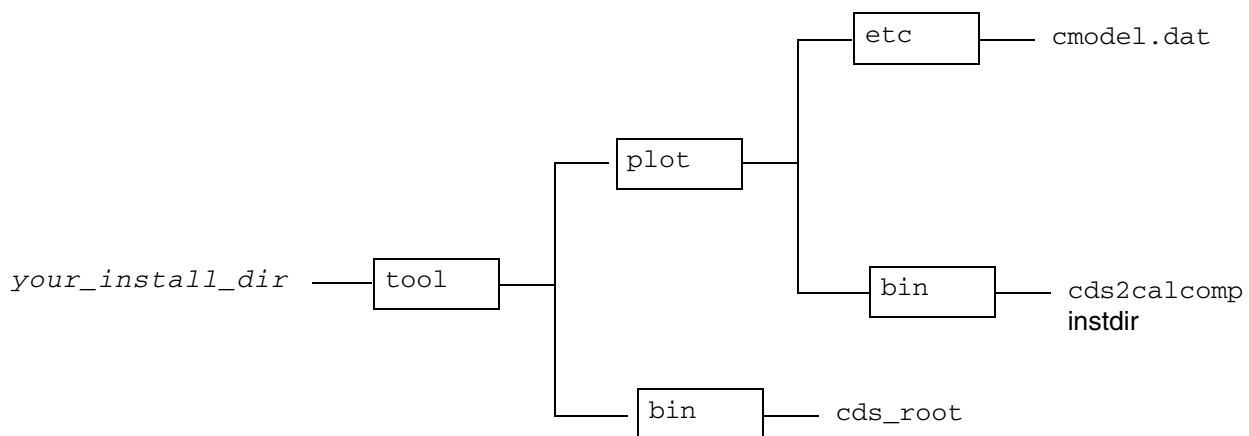 etc
cmodel.dat
plot
your_install_dir
tool
bin
cds2calcomp
instdir
bin
cds_root